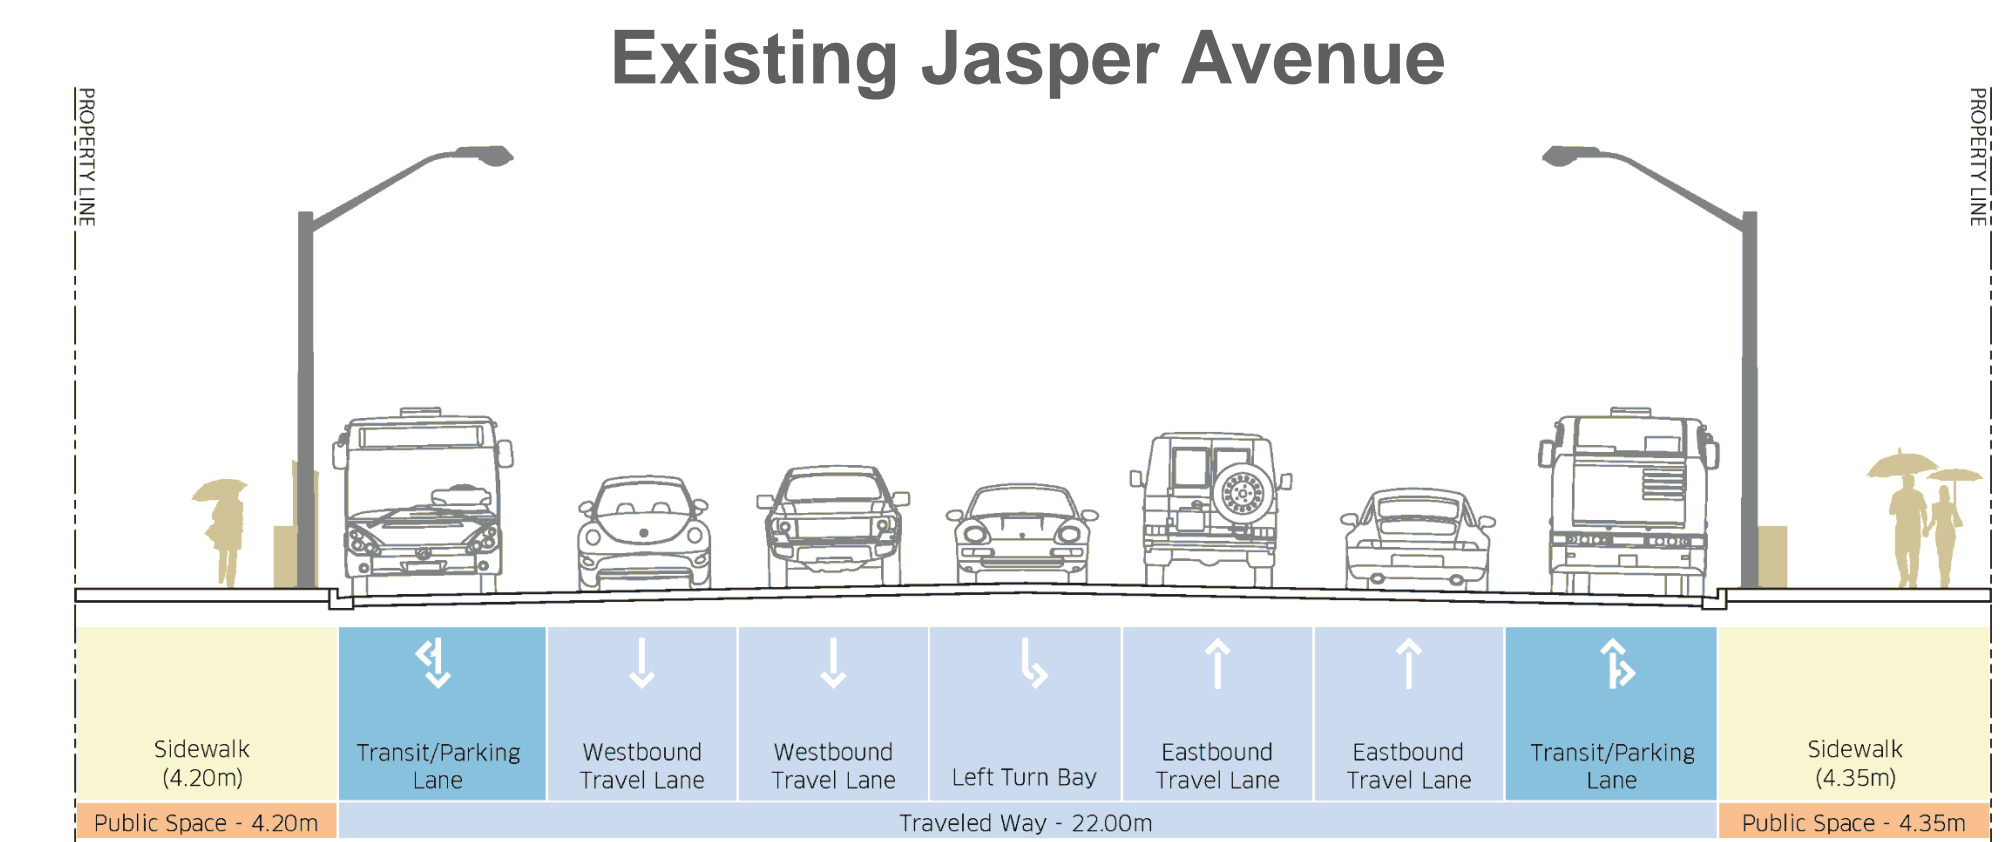 Existing Jasper Avenue
PROPERTY LINE
PROPERTY LINE
Sidewalk
(4.20m)
Transit/Parking
Lane
Westbound
Travel Lane
Westbound
Travel Lane
Left Turn Bay
Eastbound
Travel Lane
Eastbound
Travel Lane
Transit/Parking
Lane
Sidewalk
(4.35m)
Public Space - 4.20m
Traveled Way - 22.00m
Public Space - 4.35m